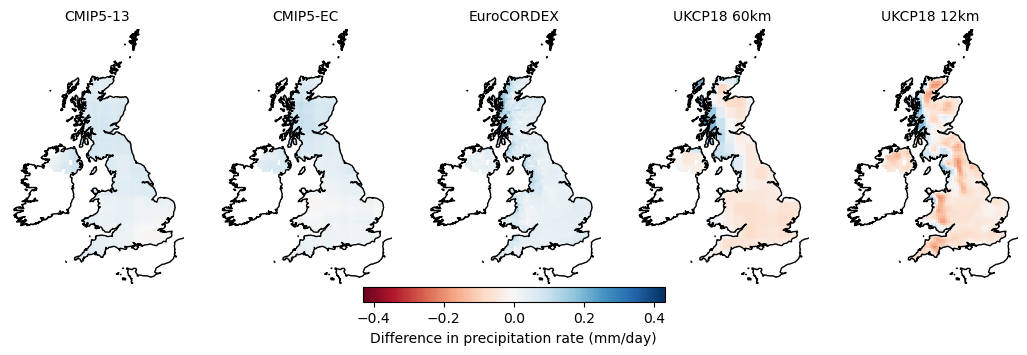 CMIP5-13 CMIP5-EC EuroCORDEX UKCP18 60km UKCP18 12km
−0.4 −0.2 0.0 0.2 0.4
Difference in precipitation rate (mm/day)